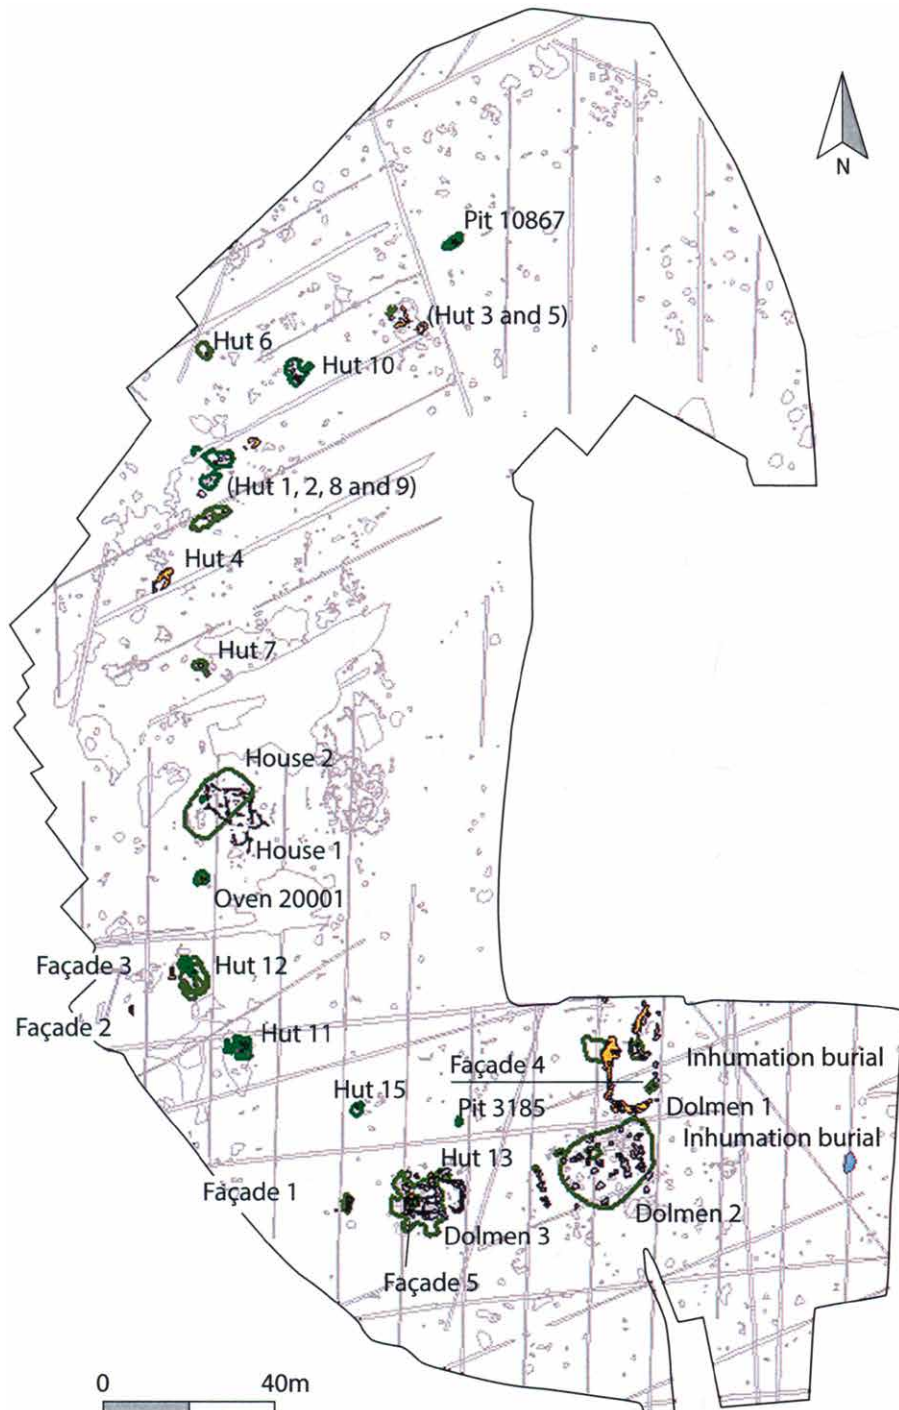 N
Pit 10867
(Hut 3 and 5)
Hut 6
Hut 10
(Hut 1, 2, 8 and 9)
Hut 4
Hut 7
House 2
House 1
Oven 20001
Façade 3
Hut 12
Façade 2
Hut 11
Inhumation burial
Façade 4
Hut 15
Pit 3185
Dolmen 1
Inhumation burial
Hut 13
Façade 1
Dolmen 2
Dolmen 3
Façade 5
0
40m